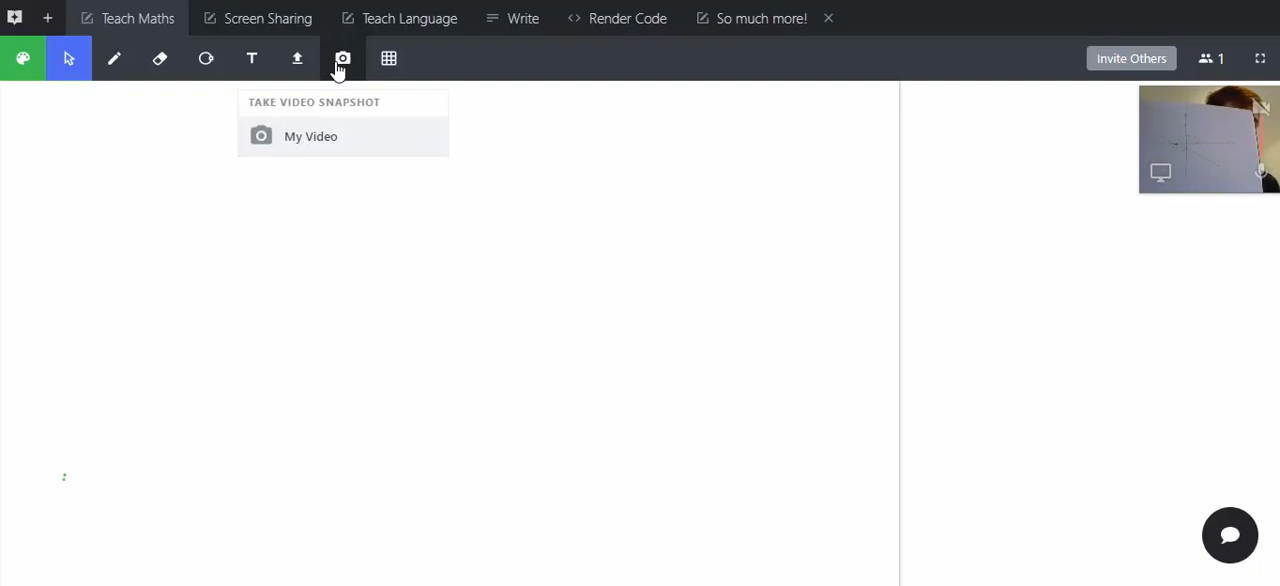 Teach Maths
Screen Sharing
Teach Language
Write
Render Code
So much more!
T
Invite Others
1
TAKE VIDEO SNAPSHOT
My Video
: